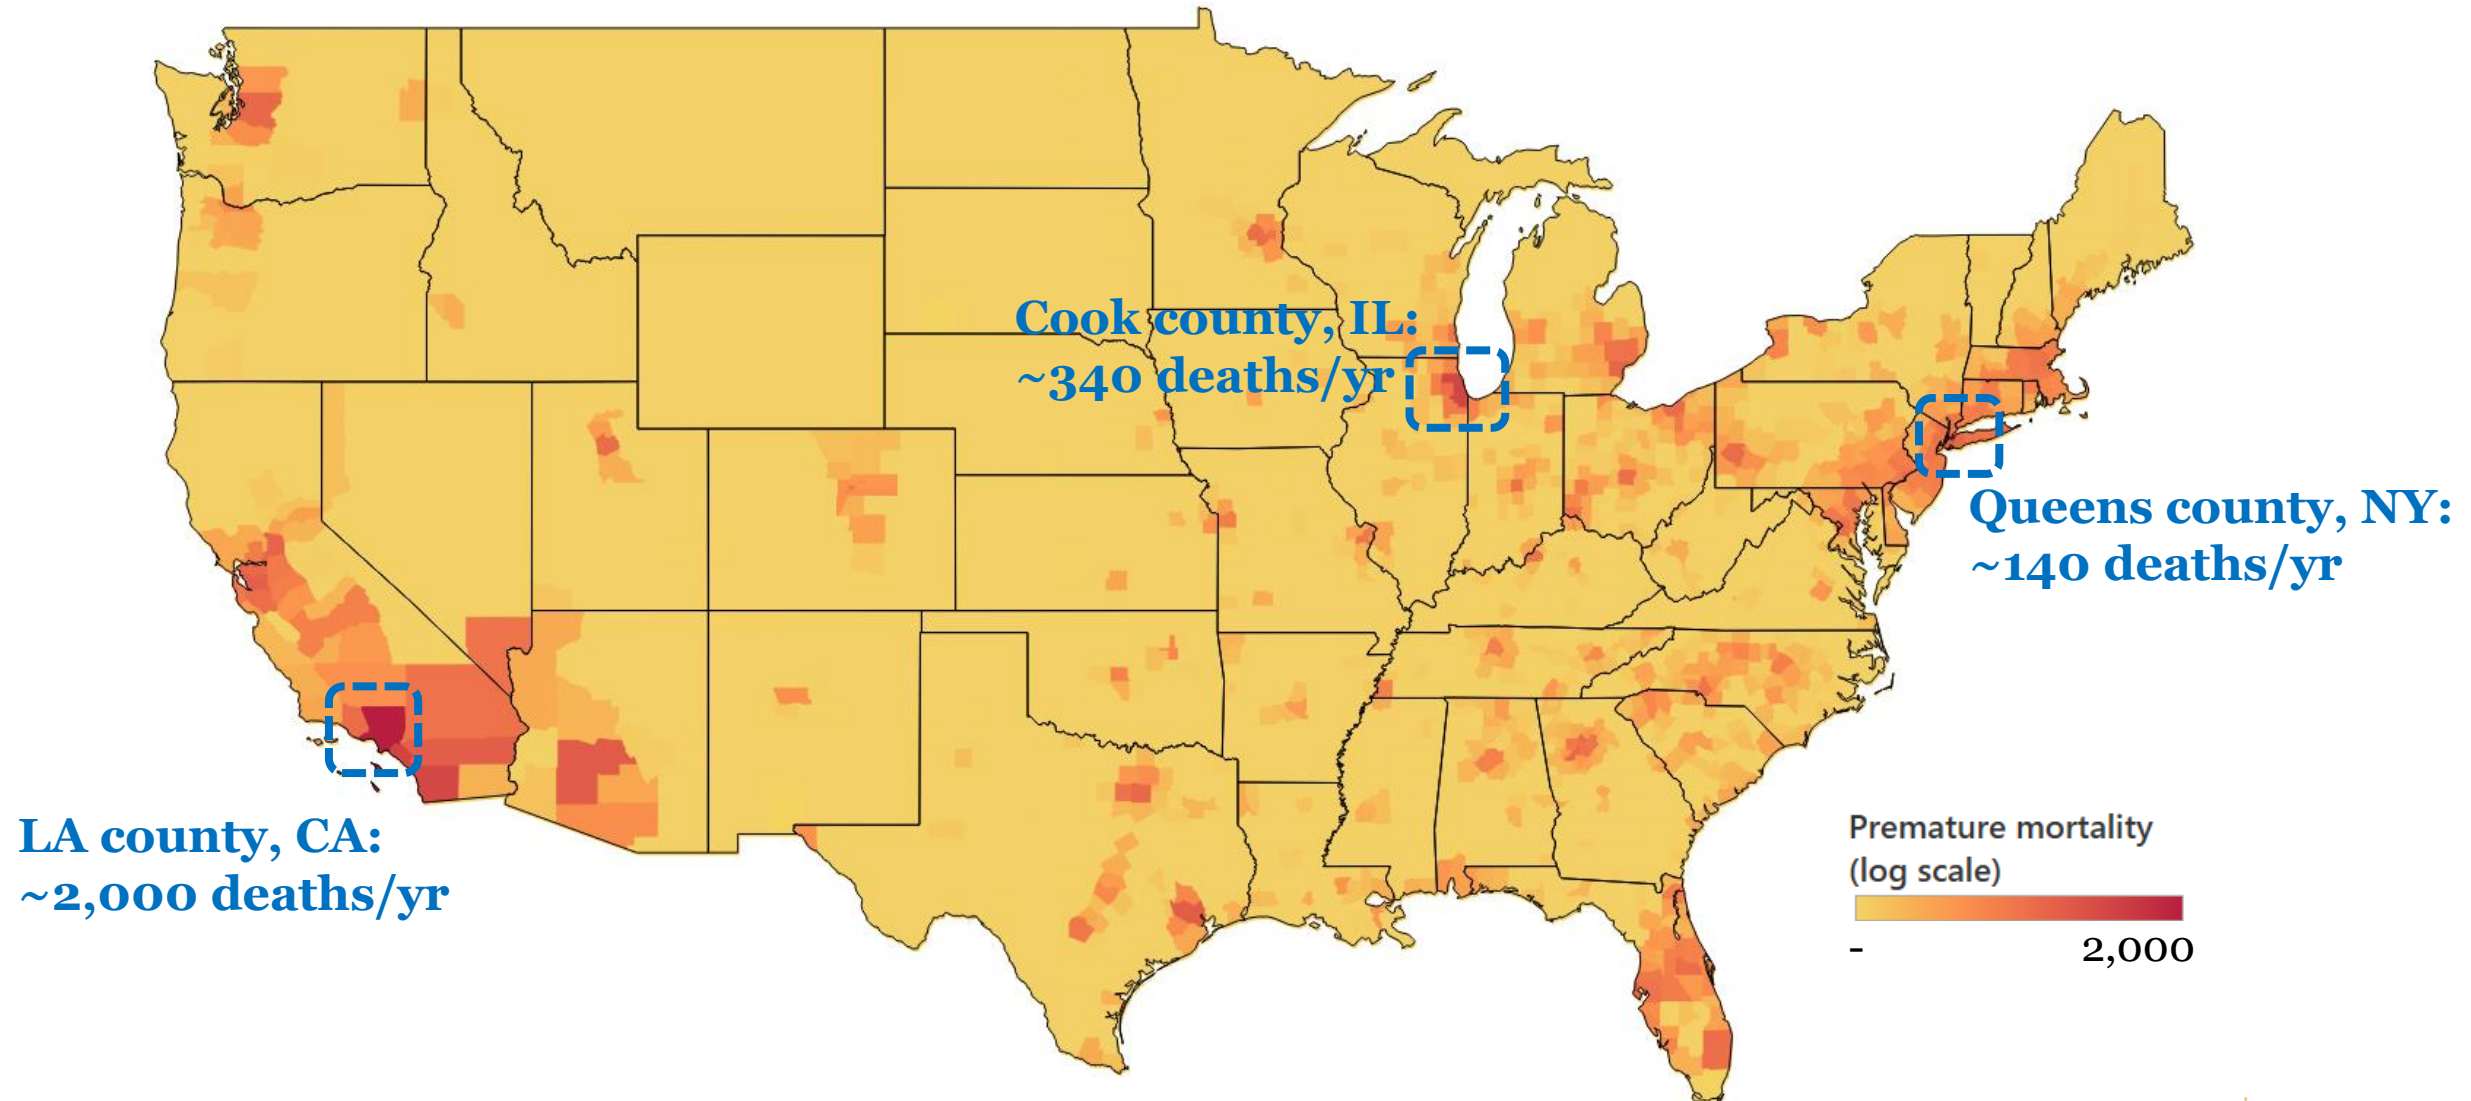 Cook county, IL:
~340 deaths/yr
Queens county, NY:
~140 deaths/yr
LA county, CA:
~2,000 deaths/yr
Premature mortality
(log scale)
- 2,000